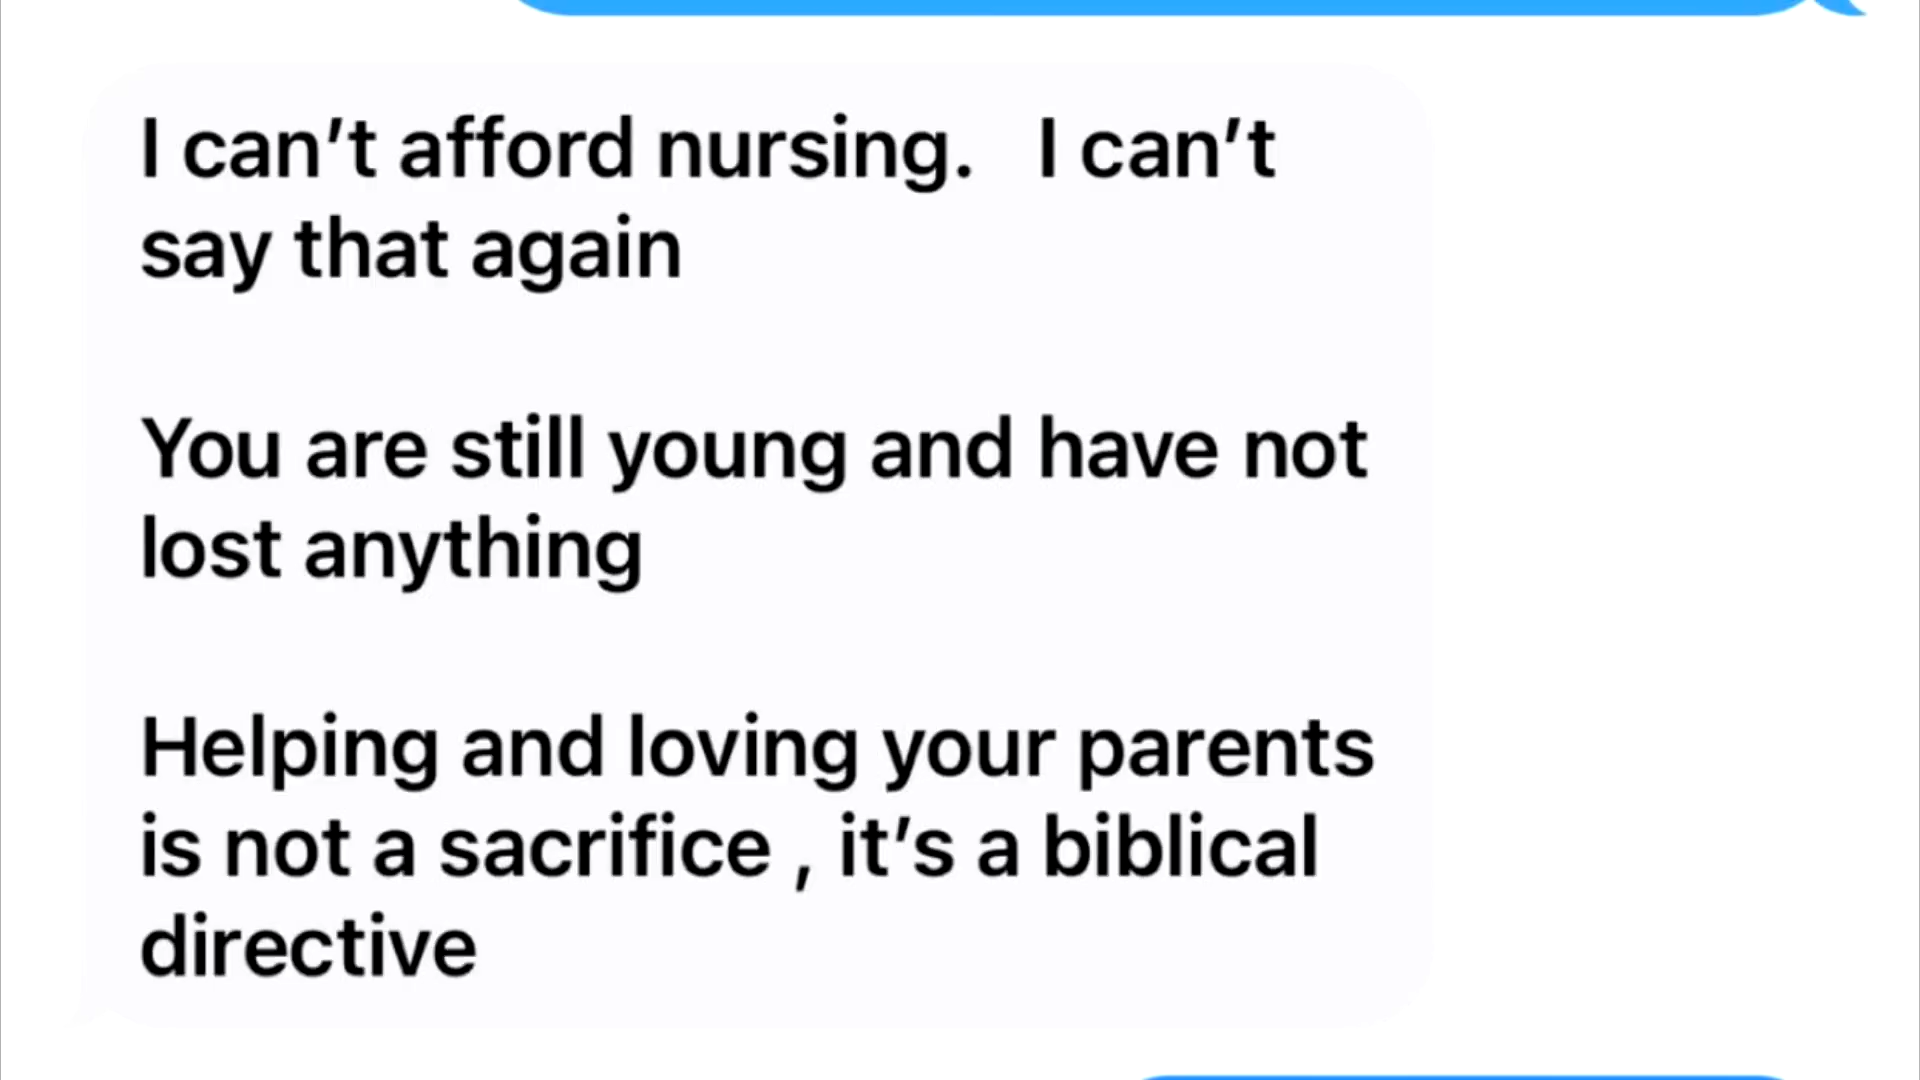 I can’t afford nursing.   I can’t
say that again
You are still young and have not
lost anything
Helping and loving your parents
is not a sacrifice , it’s a biblical
directive